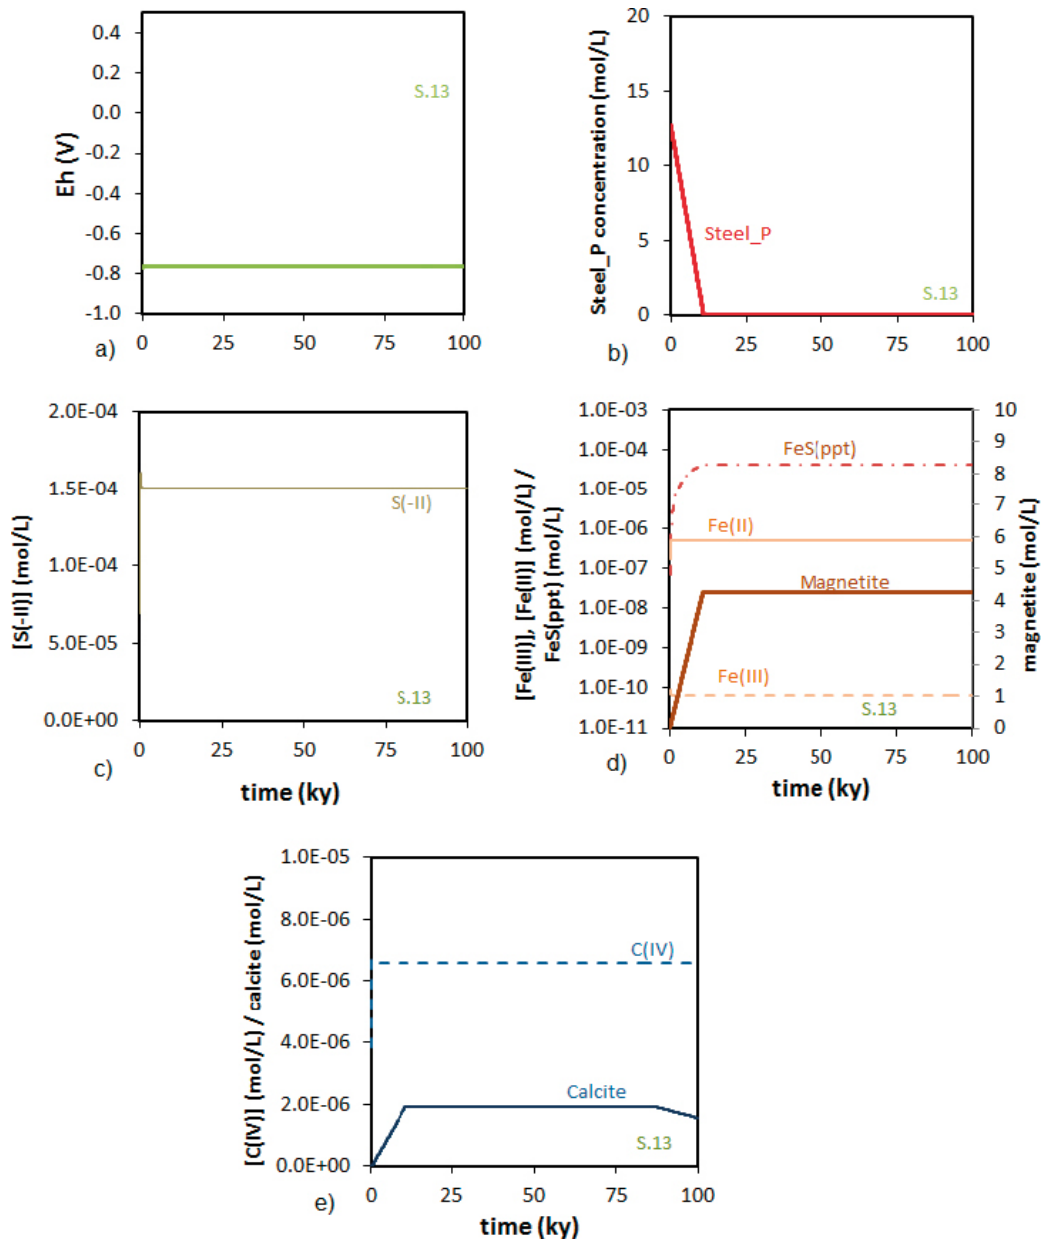 Eh (V)
0.4
0.2
0.0
-0.2
-0.4
-0.6
-0.8
-1.0
S.13
0 25 50 75 100
a)
Steel_P concentration (mol/L)
20
15
10
5
0
Steel_P
S.13
0 25 50 75 100
b)
[S(-II)] (mol/L)
2.0E-04
1.5E-04
1.0E-04
5.0E-05
0.0E+00
S(-II)
S.13
0 25 50 75 100
c)
time (ky)
[Fe(III)], [Fe(II)] (mol/L) /
FeS(ppt) (mol/L)
1.0E-03
1.0E-04
1.0E-05
1.0E-06
1.0E-07
1.0E-08
1.0E-09
1.0E-10
1.0E-11
FeS(ppt)
Fe(II)
Magnetite
Fe(III)
S.13
10
9
8
7
6
5
4
3
2
1
0
magnetite (mol/L)
0 25 50 75 100
d)
time (ky)
[C(IV)] (mol/L) / calcite (mol/L)
1.0E-05
8.0E-06
6.0E-06
4.0E-06
2.0E-06
0.0E+00
C(IV)
Calcite
S.13
0 25 50 75 100
e)
time (ky)